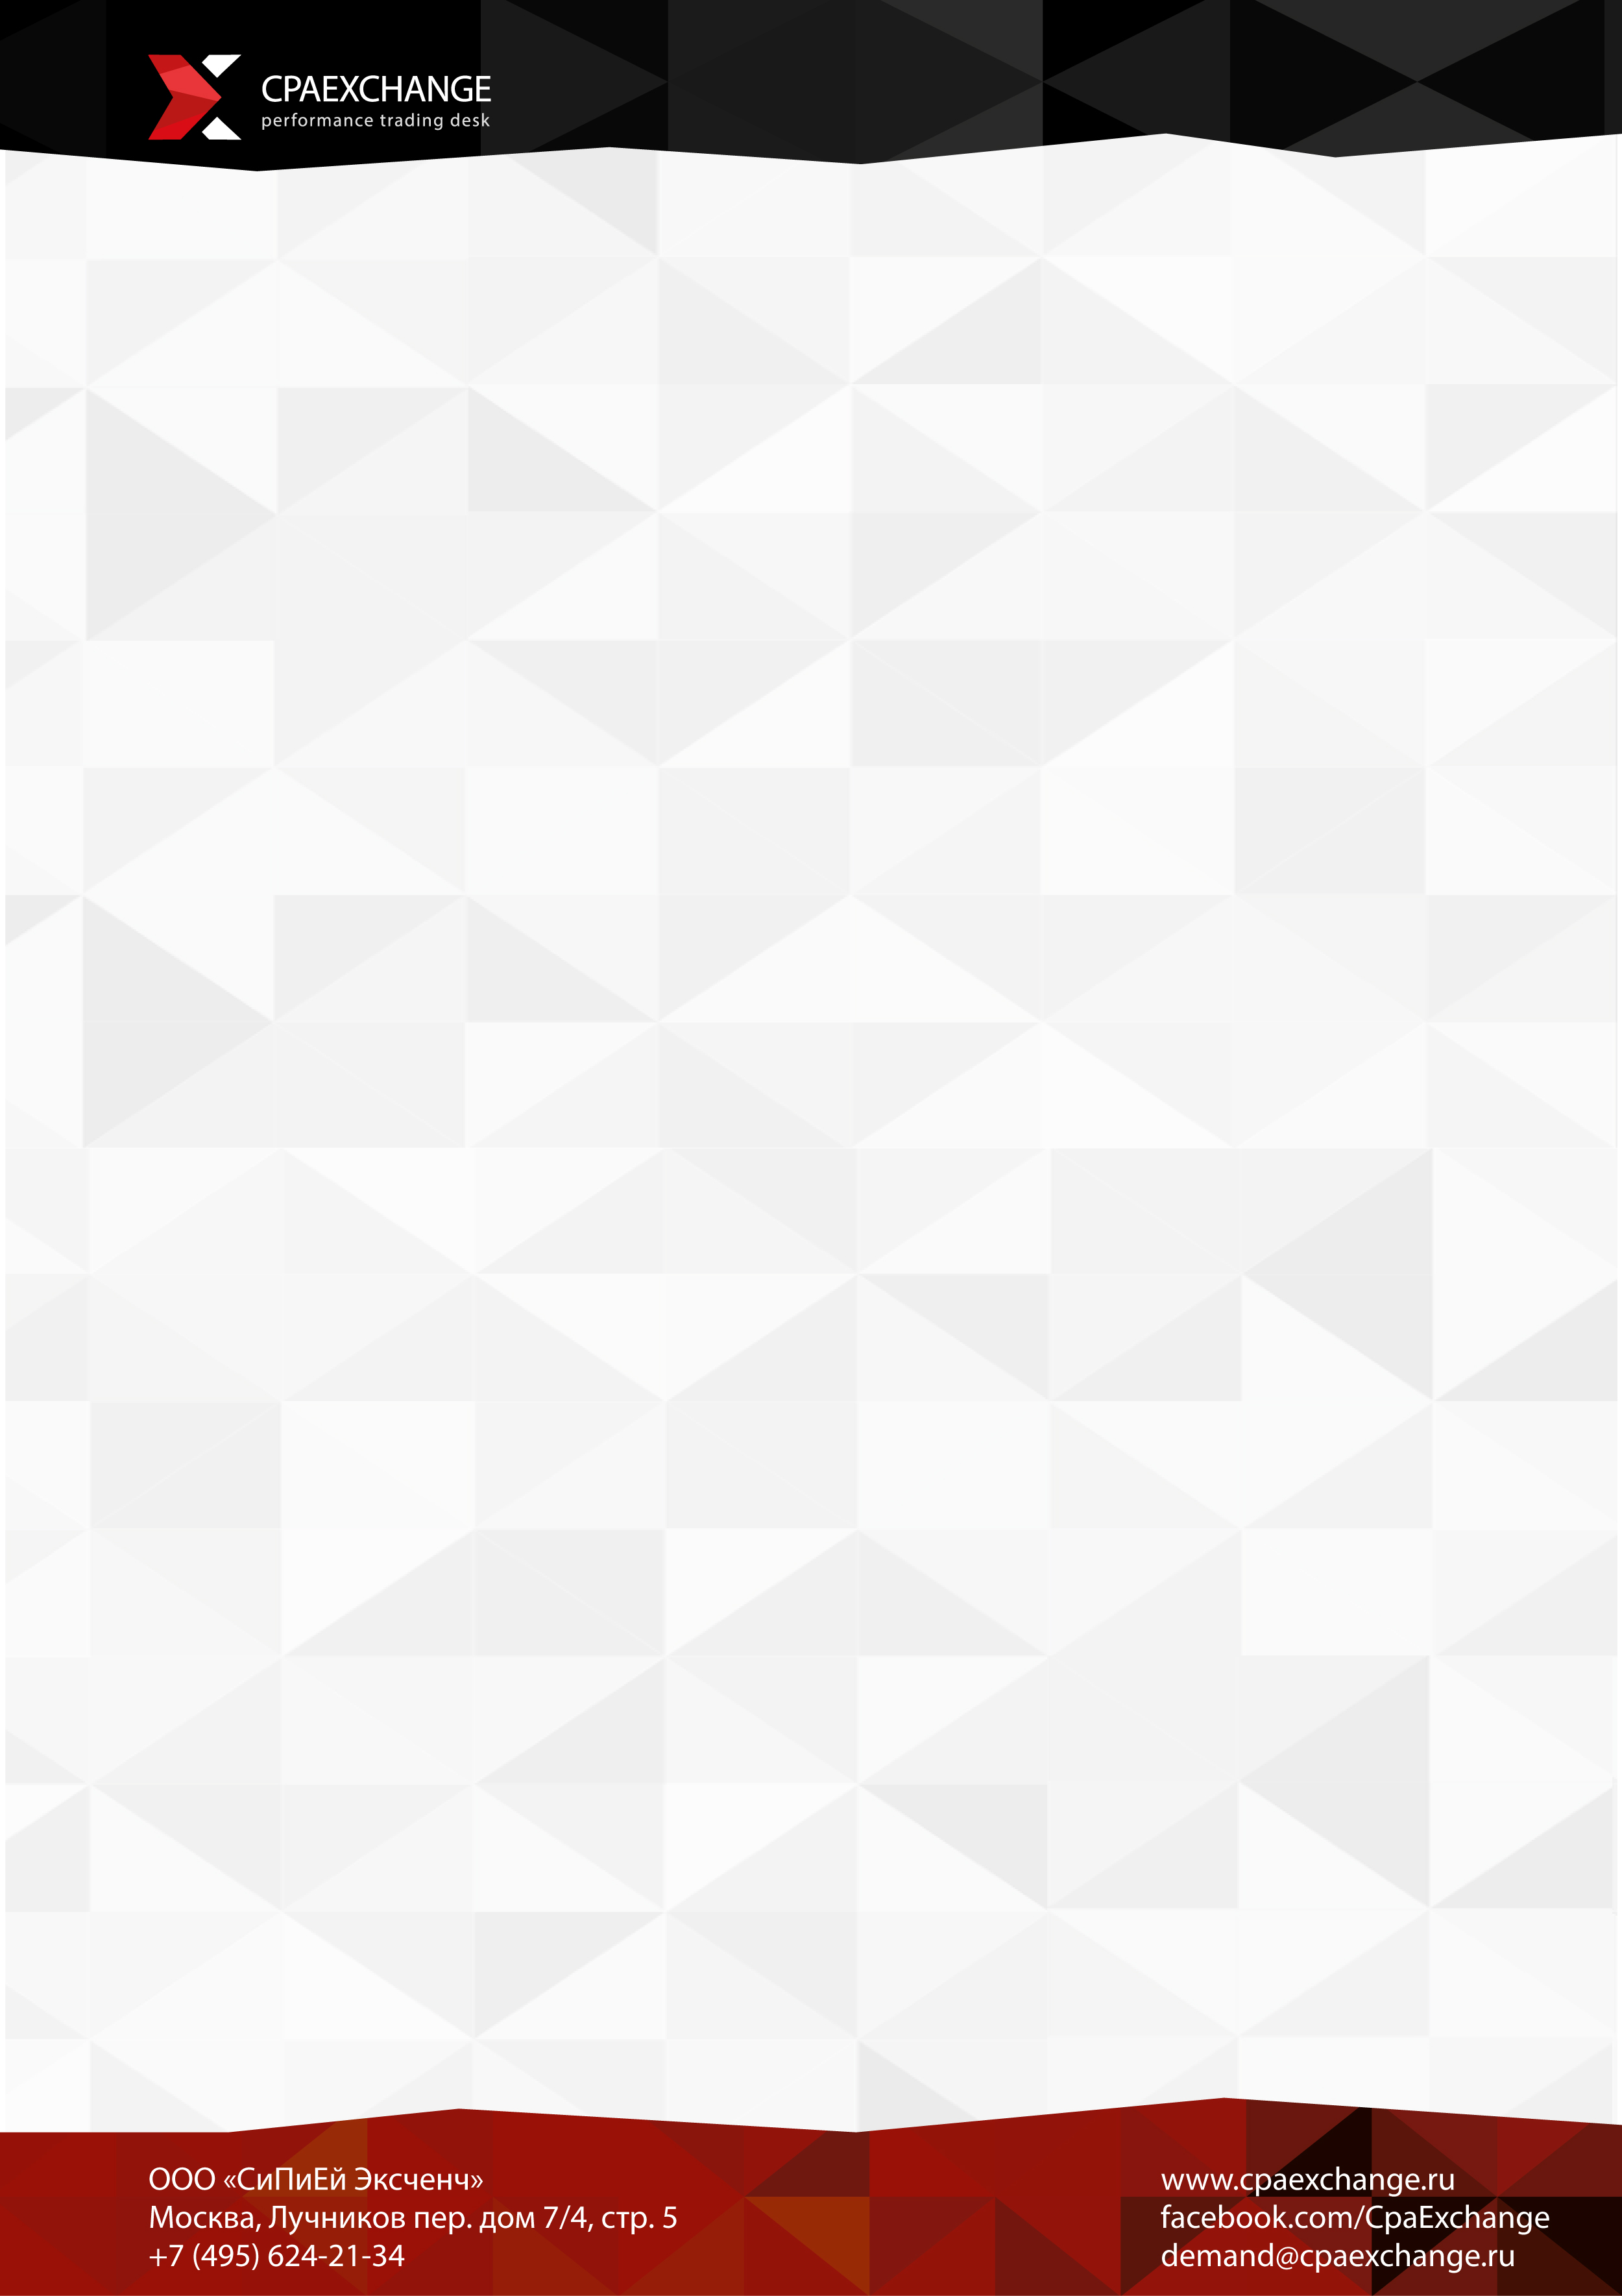 CPAEXCHANGE
performance trading desk
ООО «СиПиЕй Эксченч»
Москва, Лучников пер. дом 7/4, стр. 5
+7 (495) 624-21-34
www.cpaexchange.ru
facebook.com/CpaExchange
demand@cpaexchange.ru